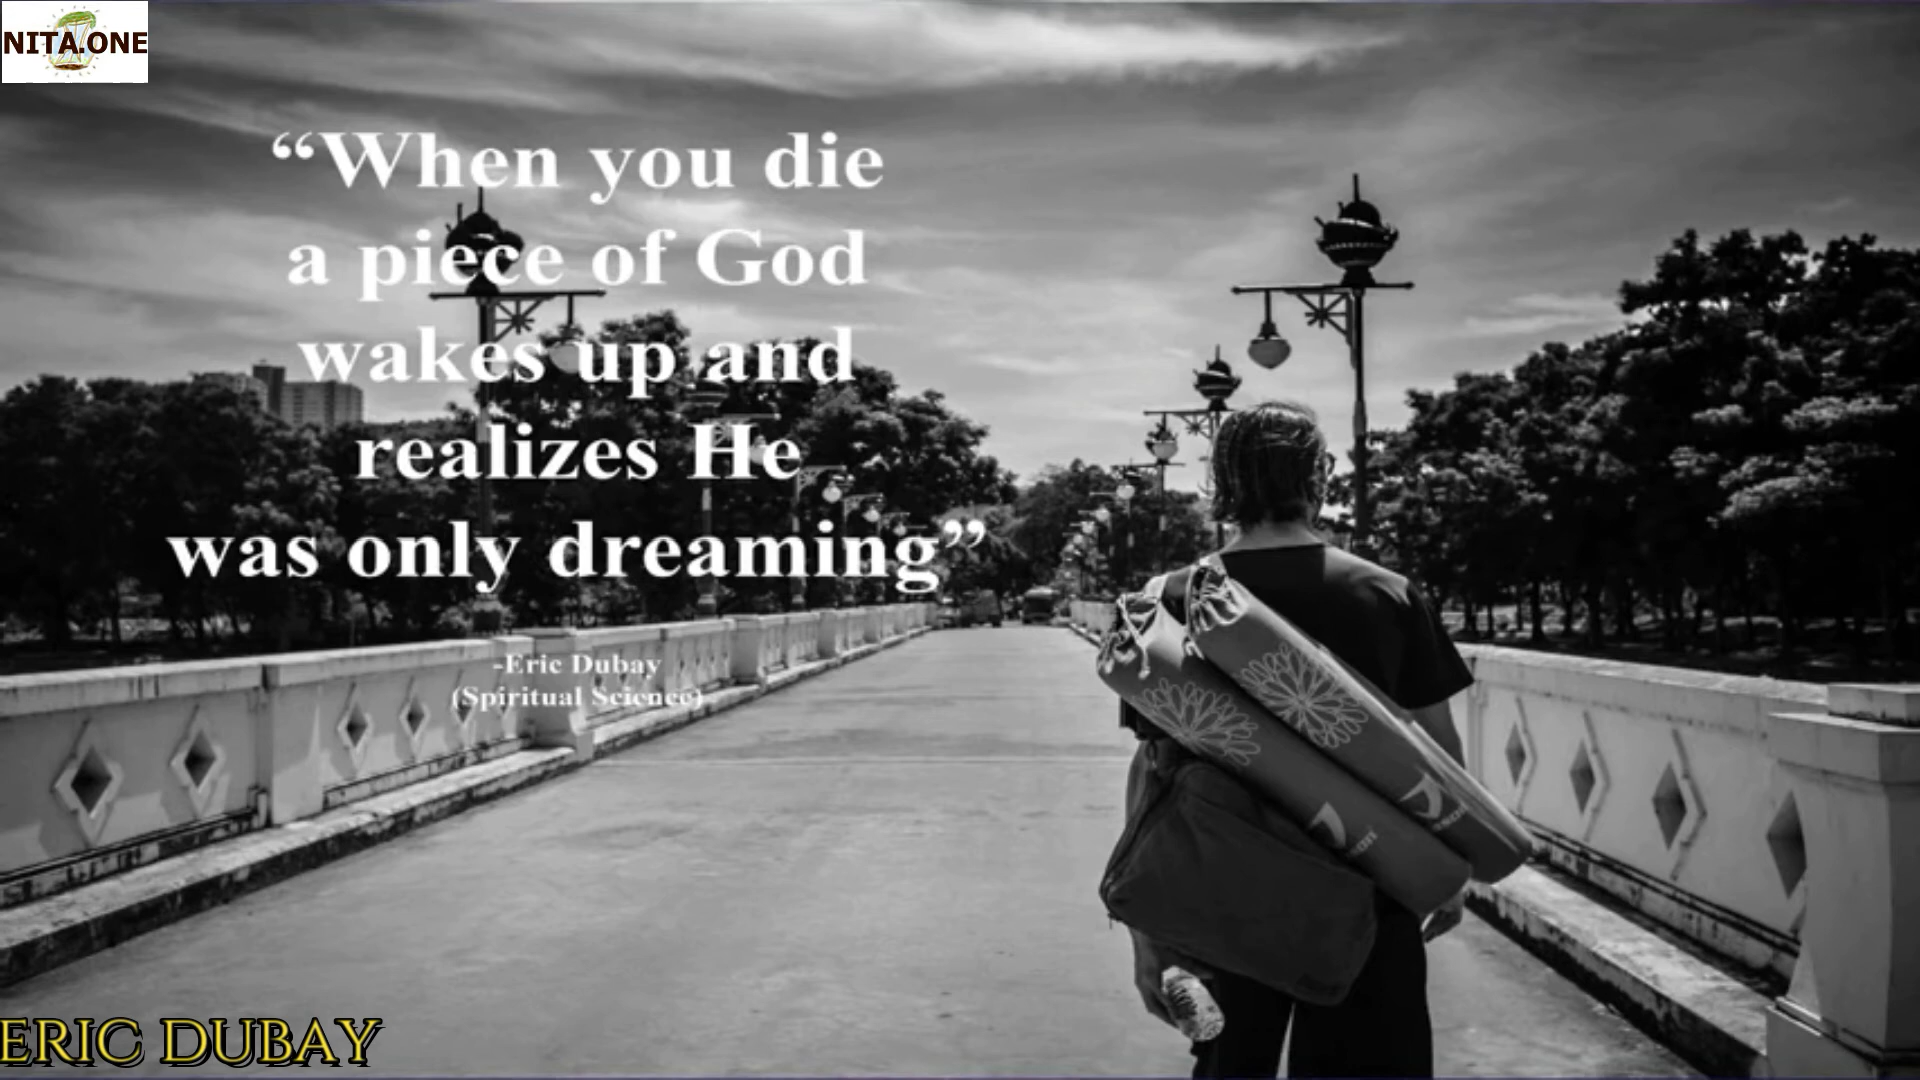 NITA.ONE
“When you die
a piece of God
wakes up and
realizes He
was only dreaming”
-Eric Dubay
(Spiritual Science)
ERIC DUBAY